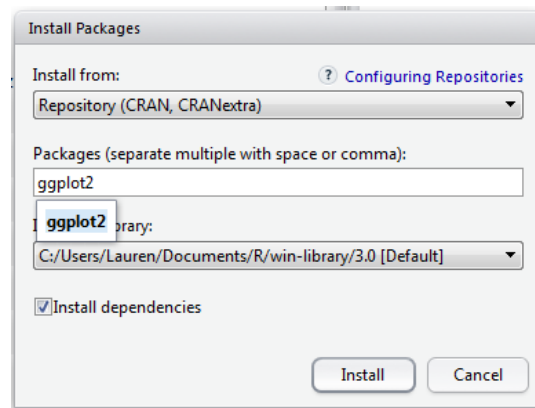 Install Packages
Install from:
? Configuring Repositories
Repository (CRAN, CRANextra)
Packages (separate multiple with space or comma):
ggplot2
ggplot2
brary:
C:/Users/Lauren/Documents/R/win-library/3.0 [Default]
Install dependencies
Install Cancel